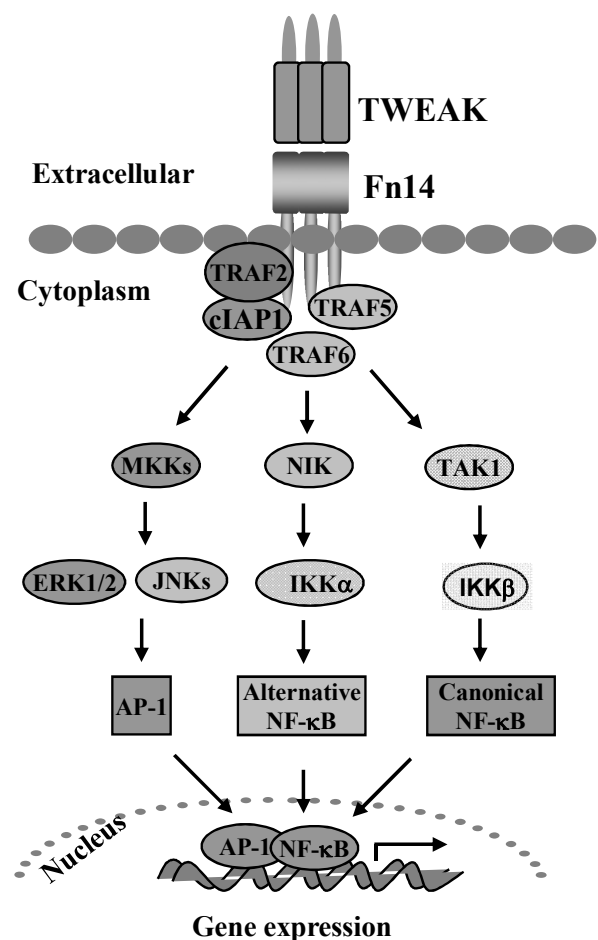 TWEAK
Extracellular
Fn14
TRAF2
Cytoplasm
TRAF5
cIAP1
TRAF6
MKKs
NIK
TAK1
ERK1/2
JNKs
IKKα
IKKβ
AP-1
Alternative
NF-κB
Canonical
NF-κB
Nucleus
AP-1
NF-κB
Gene expression